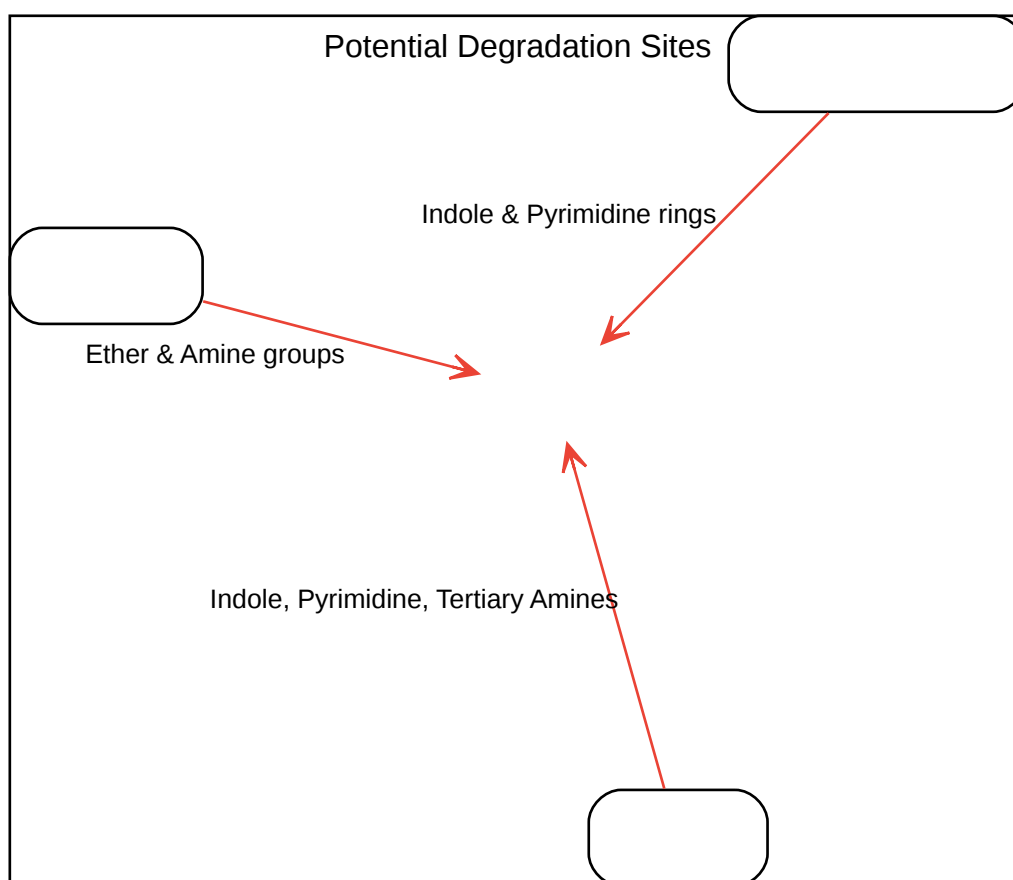 Potential Degradation Sites
Indole & Pyrimidine rings
Ether & Amine groups
Indole, Pyrimidine, Tertiary Amines